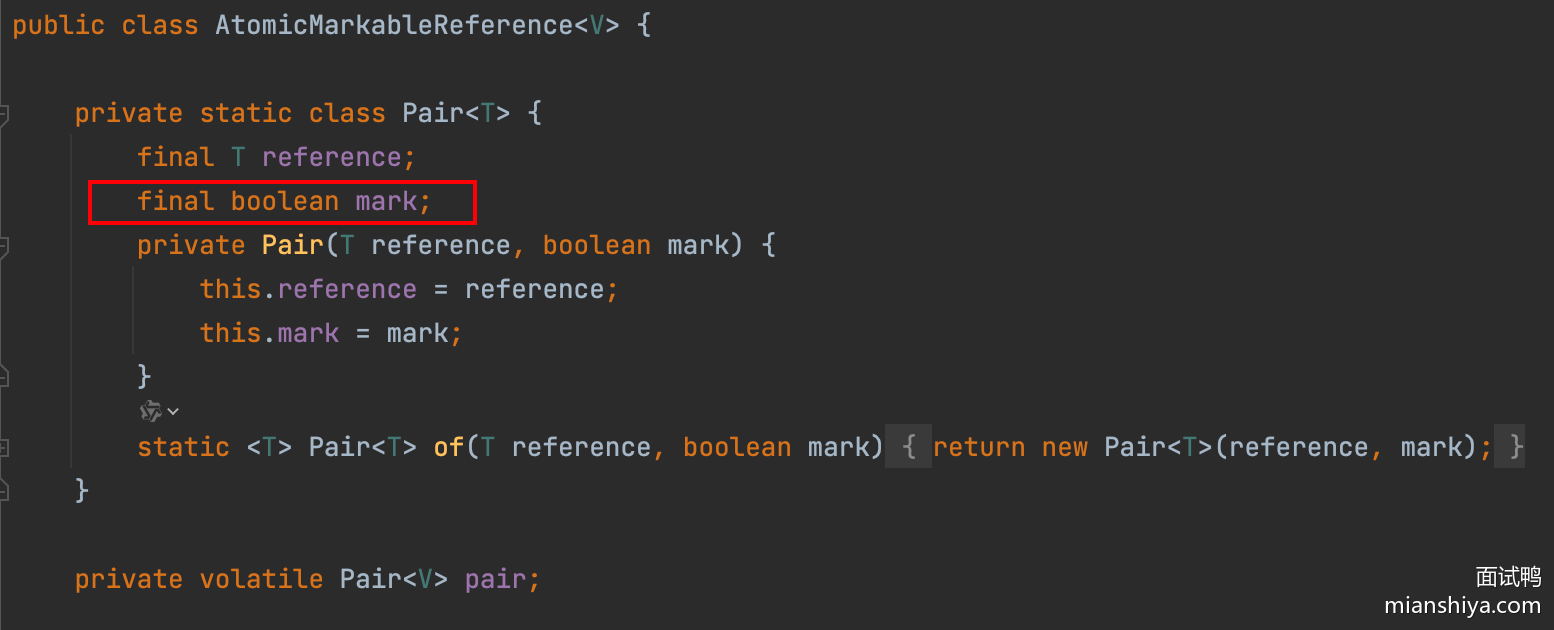 public class AtomicMarkableReference<V> {
private static class Pair<T> {
final T reference;
final boolean mark;
private Pair(T reference, boolean mark) {
this.reference = reference;
this.mark = mark;
}
static <T> Pair<T> of(T reference, boolean mark) { return new Pair<T>(reference, mark); }
}
private volatile Pair<V> pair;
面试鸭
mianshiya.com